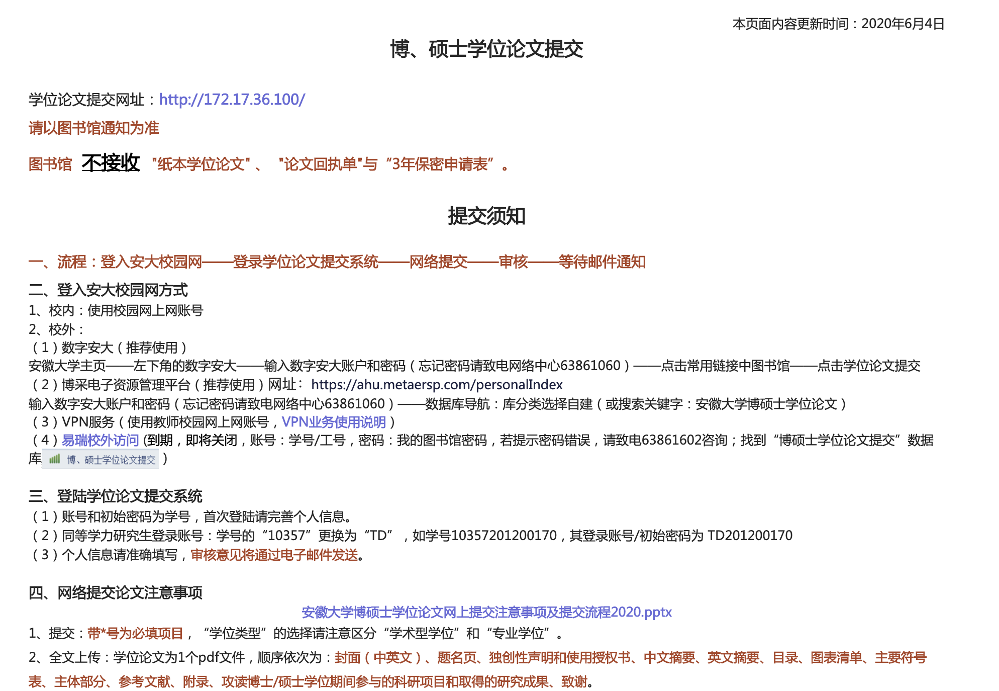 本页面内容更新时间：2020年6月4日
博、硕士学位论文提交
学位论文提交网址：http://172.17.36.100/
请以图书馆通知为准
图书馆 不接收 "纸本学位论文" 、 "论文回执单"与“3年保密申请表” 。
提交须知
一、流程：登入安大校园网——登录学位论文提交系统——网络提交——审核——等待邮件通知
二、登入安大校园网方式
1、校内：使用校园网上网账号
2、校外：
（1）数字安大（推荐使用）
安徽大学主页——左下角的数字安大——输入数字安大账户和密码（忘记密码请致电网络中心63861060）——点击常用链接中图书馆——点击学位论文提交
（2）博采电子资源管理平台（推荐使用）网址： https://ahu.metaersp.com/personalIndex
输入数字安大账户和密码（忘记密码请致电网络中心63861060）——数据库导航：库分类选择自建（或搜索关键字：安徽大学博硕士学位论文）
（3）VPN服务（使用教师校园网上网账号，VPN业务使用说明）
（4）易瑞校外访问 (到期，即将关闭，账号：学号/工号，密码：我的图书馆密码，若提示密码错误，请致电63861602咨询；找到“博硕士学位论文提交”数据
库 博、硕士学位论文提交 ）
三、登陆学位论文提交系统
（1）账号和初始密码为学号，首次登陆请完善个人信息。
（2）同等学力研究生登录账号：学号的“10357”更换为“TD”，如学号10357201200170，其登录账号/初始密码为 TD201200170
（3）个人信息请准确填写，审核意见将通过电子邮件发送。
四、网络提交论文注意事项
安徽大学博硕士学位论文网上提交注意事项及提交流程2020.pptx
1、提交：带*号为必填项目，“学位类型”的选择请注意区分“学术型学位”和“专业学位”。
2、全文上传：学位论文为1个pdf文件，顺序依次为：封面（中英文）、题名页、独创性声明和使用授权书、中文摘要、英文摘要、目录、图表清单、主要符号
表、主体部分、参考文献、附录、攻读博士/硕士学位期间参与的科研项目和取得的研究成果、致谢。